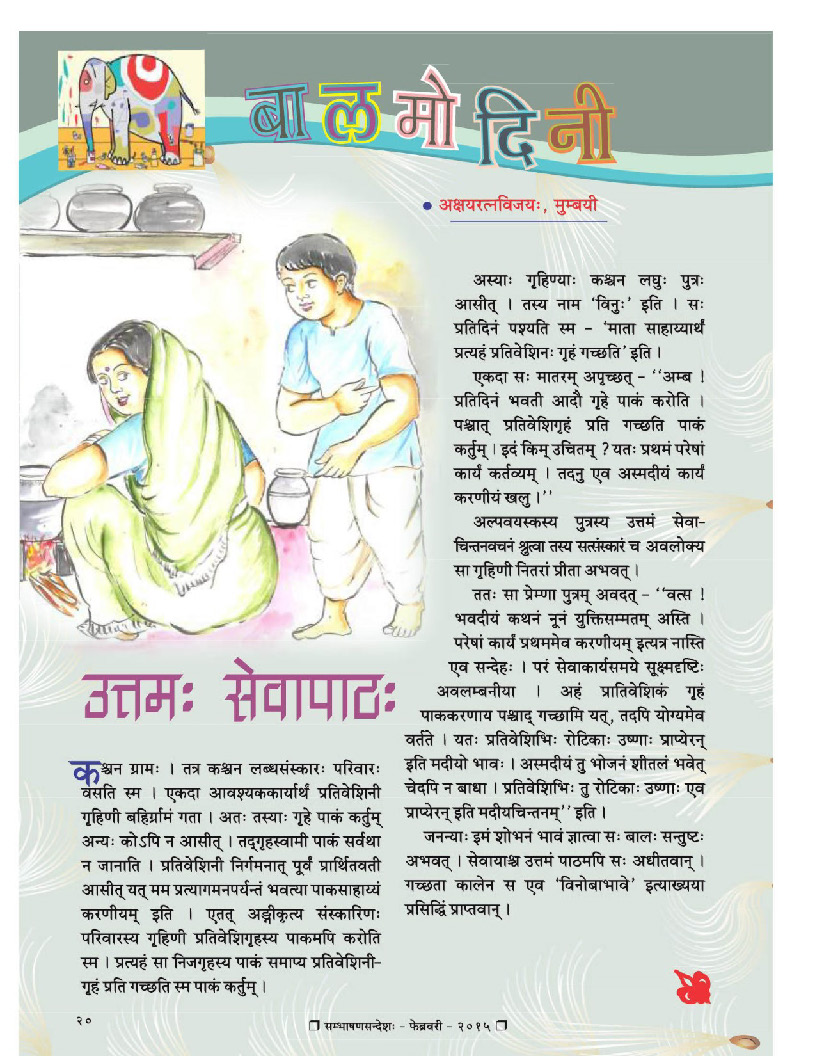 बालमोदिनी
● अक्षयरत्नविजयः, मुम्बयी
उत्तमः सेवापाठः
कश्चन ग्रामः । तत्र कश्चन लब्धसंस्कारः परिवारः
वसति स्म । एकदा आवश्यककार्यार्थं प्रतिवेशिनी
गृहिणी बहिर्ग्रामं गता । अतः तस्याः गृहे पाकं कर्तुम्
अन्यः कोऽपि न आसीत् । तद्गृहस्वामी पाकं सर्वथा
न जानाति । प्रतिवेशिनी निर्गमनात् पूर्वं प्रार्थितवती
आसीत् यत् मम प्रत्यागमनपर्यन्तं भवत्या पाकसाहाय्यं
करणीयम् इति । एतत् अङ्गीकृत्य संस्कारिणः
परिवारस्य गृहिणी प्रतिवेशिगृहस्य पाकमपि करोति
स्म । प्रत्यहं सा निजगृहस्य पाकं समाप्य प्रतिवेशिनी-
गृहं प्रति गच्छति स्म पाकं कर्तुम् ।
अस्याः गृहिण्याः कश्चन लघुः पुत्रः
आसीत् । तस्य नाम ‘विनुः’ इति । सः
प्रतिदिनं पश्यति स्म – ‘माता साहाय्यार्थं
प्रत्यहं प्रतिवेशिनः गृहं गच्छति’ इति ।
एकदा सः मातरम् अपृच्छत् – ‘‘अम्ब !
प्रतिदिनं भवती आदौ गृहे पाकं करोति ।
पश्चात् प्रतिवेशिगृहं प्रति गच्छति पाकं
कर्तुम् । इदं किम् उचितम् ? यतः प्रथमं परेषां
कार्यं कर्तव्यम् । तदनु एव अस्मदीयं कार्यं
करणीयं खलु ।’’
अल्पवयस्कस्य पुत्रस्य उत्तमं सेवा-
चिन्तनवचनं श्रुत्वा तस्य सत्संस्कारं च अवलोक्य
सा गृहिणी नितरां प्रीता अभवत् ।
ततः सा प्रेम्णा पुत्रम् अवदत् – ‘‘वत्स !
भवदीयं कथनं नूनं युक्तिसम्मतम् अस्ति ।
परेषां कार्यं प्रथममेव करणीयम् इत्यत्र नास्ति
एव सन्देहः । परं सेवाकार्यसमये सूक्ष्मदृष्टिः
अवलम्बनीया । अहं प्रातिवेशिकं गृहं
पाककरणाय पश्चाद् गच्छामि यत्, तदपि योग्यमेव
वर्तते । यतः प्रतिवेशिभिः रोटिकाः उष्णाः प्राप्येरन्
इति मदीयो भावः । अस्मदीयं तु भोजनं शीतलं भवेत्
चेदपि न बाधा । प्रतिवेशिभिः तु रोटिकाः उष्णाः एव
प्राप्येरन् इति मदीयचिन्तनम्’’ इति ।
जनन्याः इमं शोभनं भावं ज्ञात्वा सः बालः सन्तुष्टः
अभवत् । सेवायाश्च उत्तमं पाठमपि सः अधीतवान् ।
गच्छता कालेन स एव ‘विनोबाभावे’ इत्याख्यया
प्रसिद्धिं प्राप्तवान् ।
२०
❐ सम्भाषणसन्देशः – फेब्रवरी – २०१५ ❐